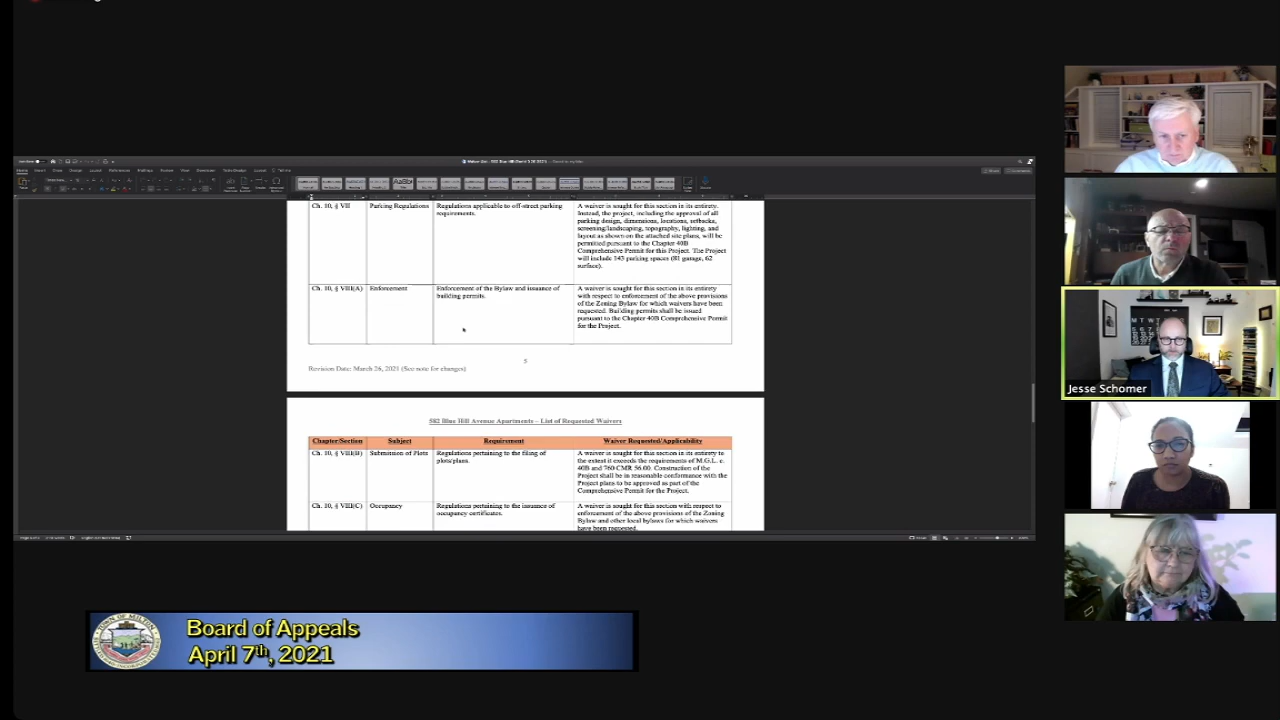 Ch. 10, § VII
Parking Regulations
Regulations applicable to off-street parking
requirements.
A waiver is sought for this section in its entirety.
Instead, the project, including the approval of all
parking design, dimensions, locations, setbacks,
screening/landscaping, topography, lighting, and
layout as shown on the attached site plans, will be
permitted pursuant to the Chapter 40B
Comprehensive Permit for this Project. The Project
will include 143 parking spaces (81 garage, 62
surface).
Ch. 10, § VIII(A)
Enforcement
Enforcement of the Bylaw and issuance of
building permits.
A waiver is sought for this section in its entirety
with respect to enforcement of the above provisions
of the Zoning Bylaw for which waivers have been
requested. Building permits shall be issued
pursuant to the Chapter 40B Comprehensive Permit
for the Project.
5
Revision Date: March 26, 2021 (See note for changes)
582 Blue Hill Avenue Apartments – List of Requested Waivers
Chapter/Section
Subject
Requirement
Waiver Requested/Applicability
Ch. 10, § VIII(B)
Submission of Plots
Regulations pertaining to the filing of
plots/plans.
A waiver is sought for this section in its entirety to
the extent it exceeds the requirements of M.G.L. c.
40B and 760 CMR 56.00. Construction of the
Project shall be in reasonable conformance with the
Project plans to be approved as part of the
Comprehensive Permit for the Project.
Ch. 10, § VIII(C)
Occupancy
Regulations pertaining to the issuance of
occupancy certificates.
A waiver is sought for this section with respect to
enforcement of the above provisions of the Zoning
Bylaw and other local bylaws for which waivers
have been requested.
Jesse Schomer
Board of Appeals
April 7th, 2021